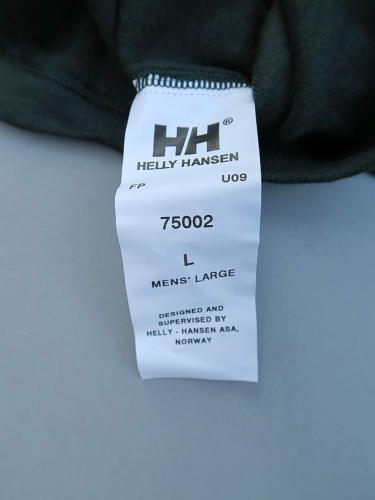 HH®
HELLY HANSEN
FP U09
75002
L
MENS' LARGE
DESIGNED AND
SUPERVISED BY
HELLY - HANSEN ASA,
NORWAY